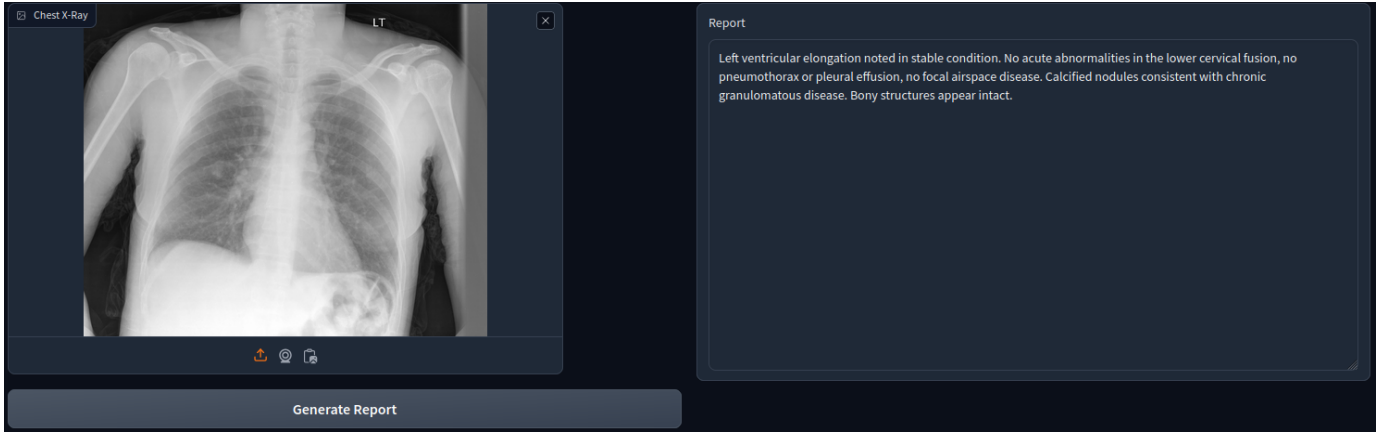 Chest X-Ray
LT
Report
Left ventricular elongation noted in stable condition. No acute abnormalities in the lower cervical fusion, no
pneumothorax or pleural effusion, no focal airspace disease. Calcified nodules consistent with chronic
granulomatous disease. Bony structures appear intact.
Generate Report